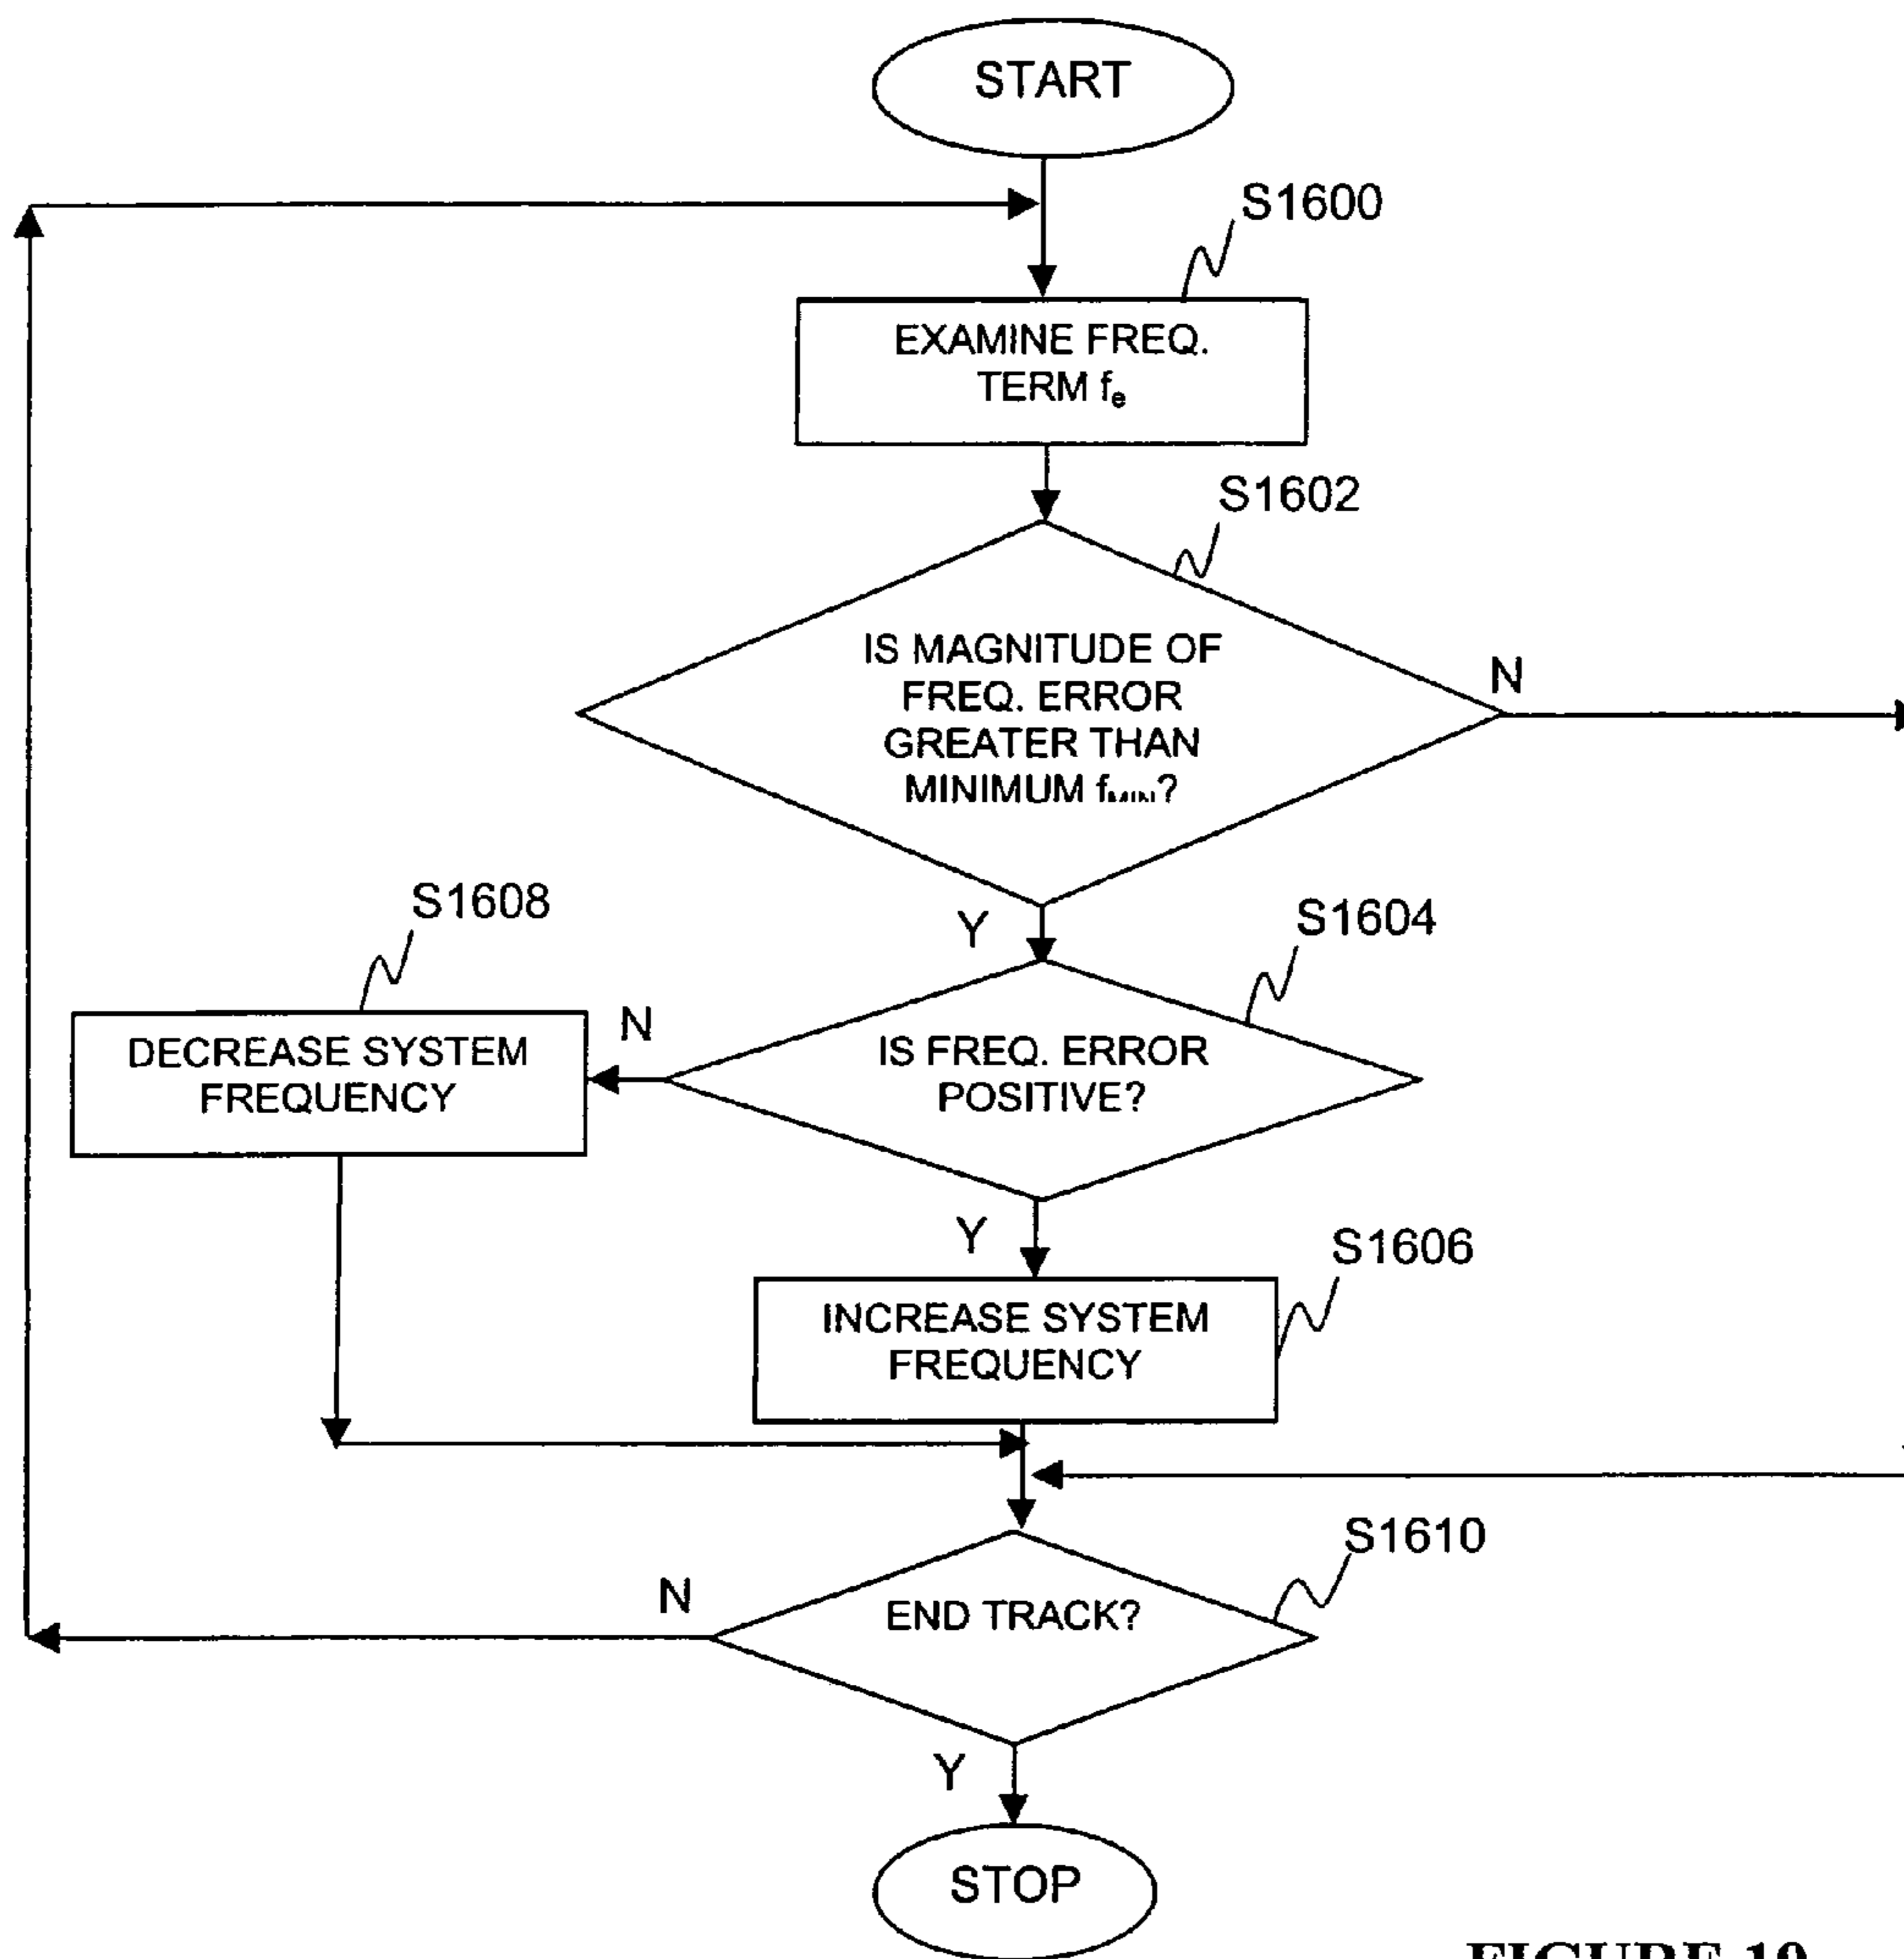 START
S1600
EXAMINE FREQ.
TERM fₑ
S1602
IS MAGNITUDE OF
FREQ. ERROR
GREATER THAN
MINIMUM f_MIN?
N
Y
S1608
S1604
DECREASE SYSTEM
FREQUENCY
N
IS FREQ. ERROR
POSITIVE?
Y
S1606
INCREASE SYSTEM
FREQUENCY
S1610
N
END TRACK?
Y
STOP